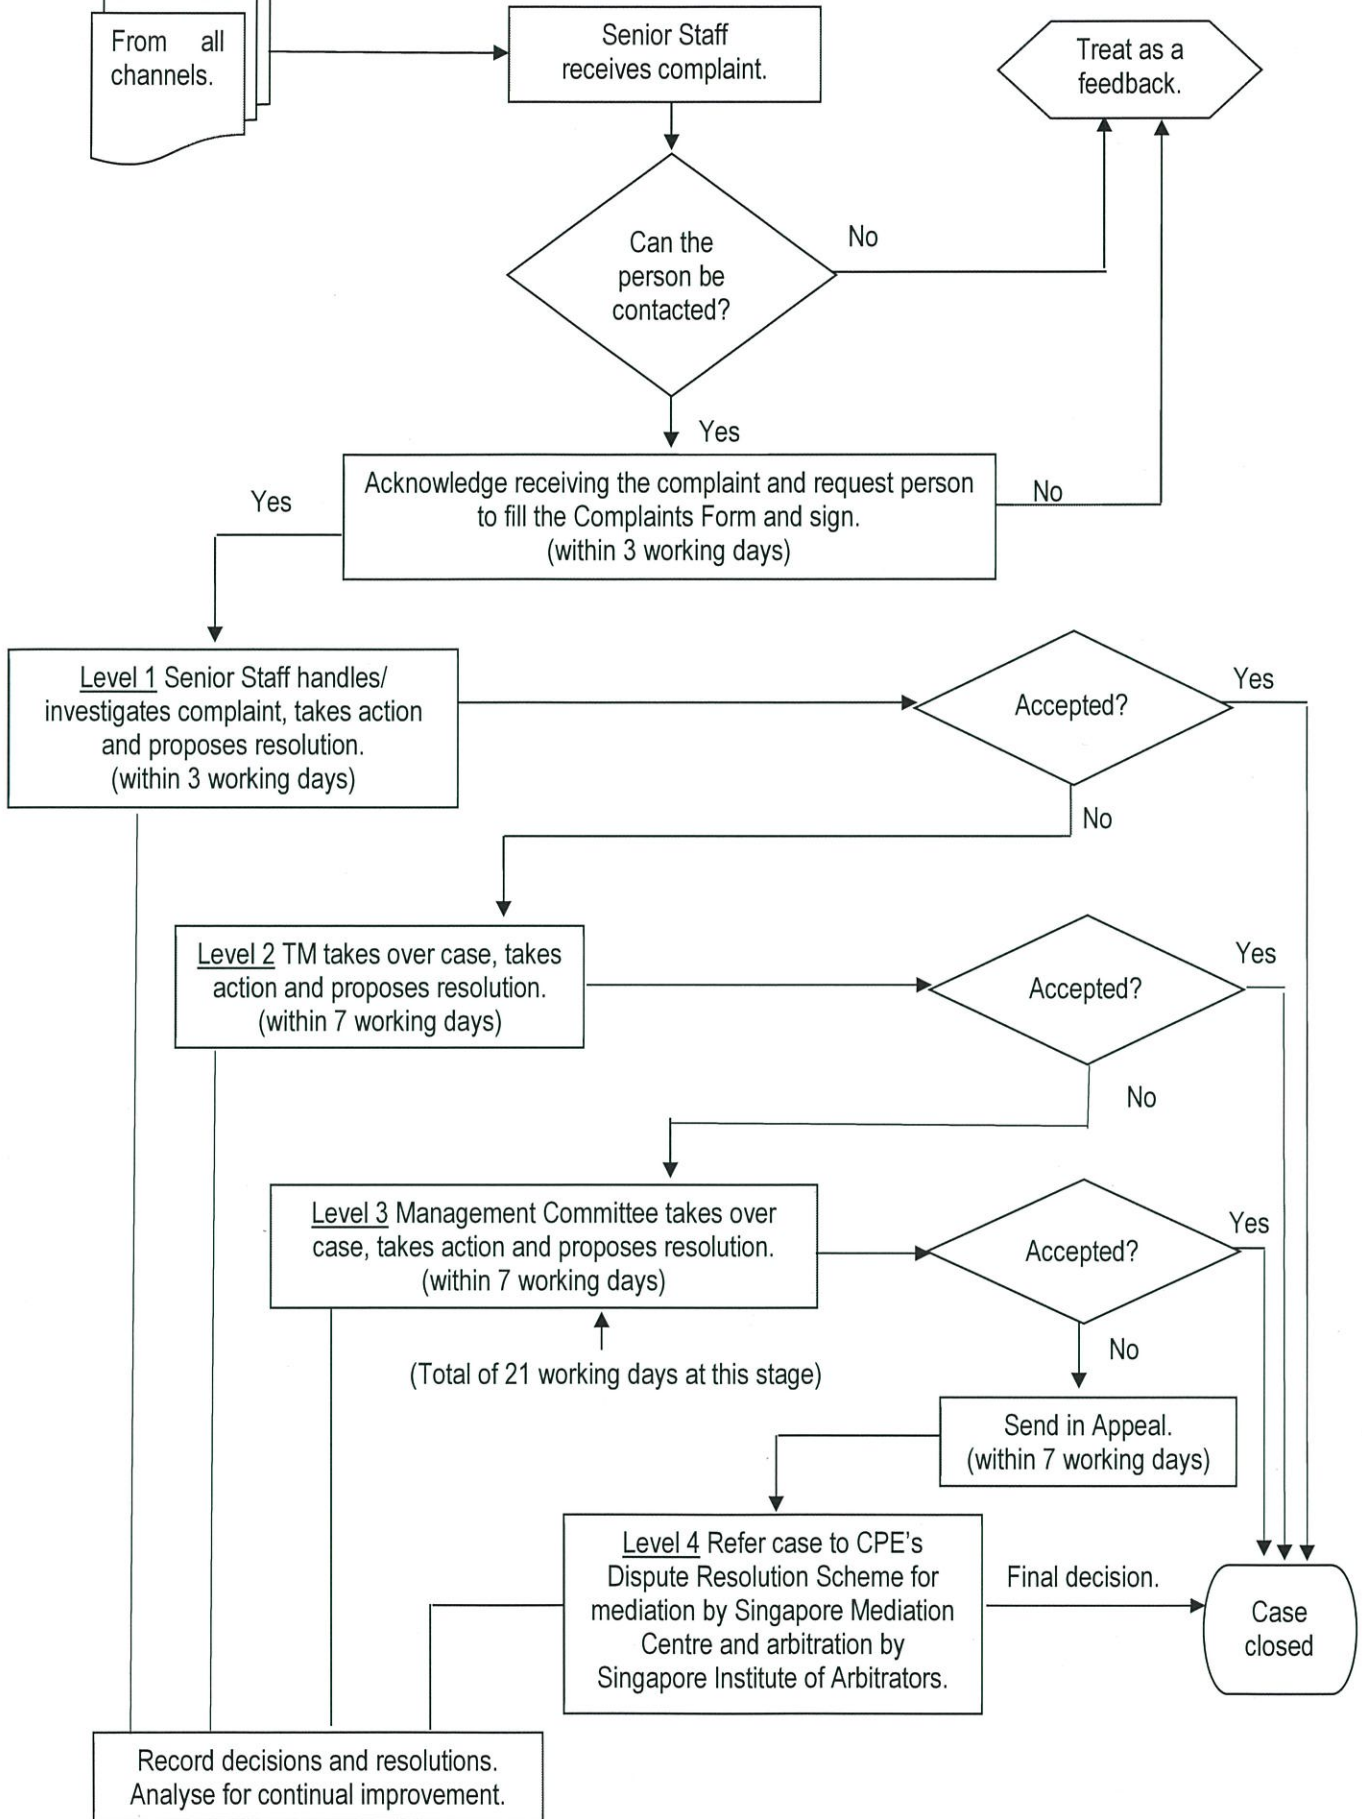 From all
channels.
Senior Staff
receives complaint.
Treat as a
feedback.
Can the
person be
contacted?
No
Yes
Acknowledge receiving the complaint and request person
to fill the Complaints Form and sign.
(within 3 working days)
Yes
No
Level 1 Senior Staff handles/
investigates complaint, takes action
and proposes resolution.
(within 3 working days)
Accepted?
Yes
No
Level 2 TM takes over case, takes
action and proposes resolution.
(within 7 working days)
Accepted?
Yes
No
Level 3 Management Committee takes over
case, takes action and proposes resolution.
(within 7 working days)
Accepted?
Yes
No
(Total of 21 working days at this stage)
Send in Appeal.
(within 7 working days)
Level 4 Refer case to CPE’s
Dispute Resolution Scheme for
mediation by Singapore Mediation
Centre and arbitration by
Singapore Institute of Arbitrators.
Final decision.
Case
closed
Record decisions and resolutions.
Analyse for continual improvement.